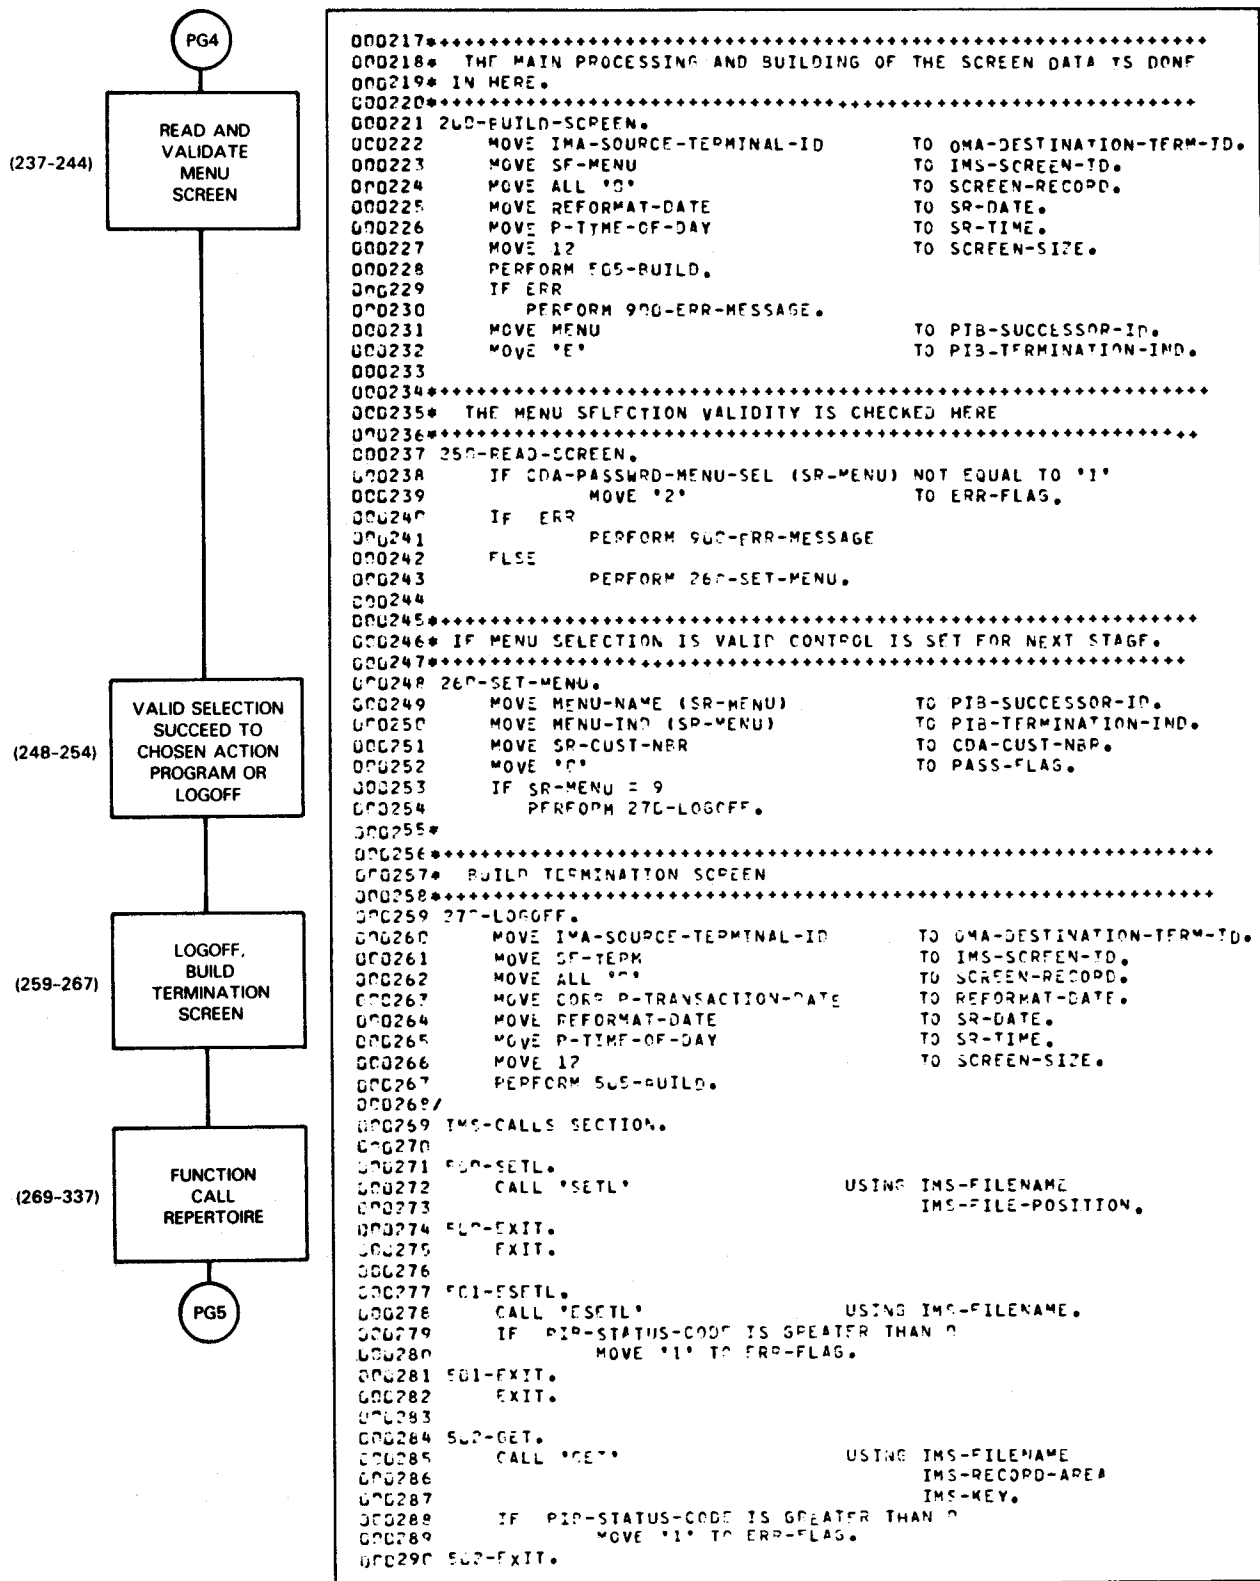 PG4
READ AND
VALIDATE
MENU
SCREEN
(237-244)
VALID SELECTION
SUCCEED TO
CHOSEN ACTION
PROGRAM OR
LOGOFF
(248-254)
LOGOFF,
BUILD
TERMINATION
SCREEN
(259-267)
FUNCTION
CALL
REPERTOIRE
(269-337)
PG5
000217*++++++++++++++++++++++++++++++++++++++++++++++++++++++++++++++++++
000218*  THE MAIN PROCESSING AND BUILDING OF THE SCREEN DATA IS DONE
000219* IN HERE.
000220*+++++++++++++++++++++++++++++++++++++++++++++++++++++++++++++++++
000221 200-BUILD-SCREEN.
000222     MOVE IMA-SOURCE-TERMINAL-ID     TO OMA-DESTINATION-TERM-ID.
000223     MOVE SF-MENU     TO IMS-SCREEN-ID.
000224     MOVE ALL '0'     TO SCREEN-RECORD.
000225     MOVE REFORMAT-DATE     TO SR-DATE.
000226     MOVE P-TIME-OF-DAY     TO SR-TIME.
000227     MOVE 12     TO SCREEN-SIZE.
000228     PERFORM 505-BUILD.
000229     IF ERR
000230        PERFORM 900-ERR-MESSAGE.
000231     MOVE MENU     TO PIB-SUCCESSOR-ID.
000232     MOVE 'E'     TO PIB-TERMINATION-IND.
000233
000234*++++++++++++++++++++++++++++++++++++++++++++++++++++++++++++++++++
000235*  THE MENU SELECTION VALIDITY IS CHECKED HERE
000236*+++++++++++++++++++++++++++++++++++++++++++++++++++++++++++++++++
000237 250-READ-SCREEN.
000238     IF CDA-PASSWRD-MENU-SEL (SR-MENU) NOT EQUAL TO '1'
000239             MOVE '2'     TO ERR-FLAG.
000240     IF  ERR
000241             PERFORM 900-ERR-MESSAGE
000242     ELSE
000243             PERFORM 260-SET-MENU.
000244
000245*+++++++++++++++++++++++++++++++++++++++++++++++++++++++++++++++++
000246* IF MENU SELECTION IS VALID CONTROL IS SET FOR NEXT STAGE.
000247*++++++++++++++++++++++++++++++++++++++++++++++++++++++++++++++++
000248 260-SET-MENU.
000249     MOVE MENU-NAME (SR-MENU)     TO PIB-SUCCESSOR-ID.
000250     MOVE MENU-IND (SR-MENU)     TO PIB-TERMINATION-IND.
000251     MOVE SR-CUST-NBR     TO CDA-CUST-NBR.
000252     MOVE '0'     TO PASS-FLAG.
000253     IF SR-MENU = 9
000254        PERFORM 270-LOGOFF.
000255*
000256*++++++++++++++++++++++++++++++++++++++++++++++++++++++++++++++++++
000257*  BUILD TERMINATION SCREEN
000258*++++++++++++++++++++++++++++++++++++++++++++++++++++++++++++++++++
000259 270-LOGOFF.
000260     MOVE IMA-SOURCE-TERMINAL-ID     TO OMA-DESTINATION-TERM-ID.
000261     MOVE SF-TERM     TO IMS-SCREEN-ID.
000262     MOVE ALL '0'     TO SCREEN-RECORD.
000263     MOVE CORR P-TRANSACTION-DATE     TO REFORMAT-DATE.
000264     MOVE REFORMAT-DATE     TO SR-DATE.
000265     MOVE P-TIME-OF-DAY     TO SR-TIME.
000266     MOVE 12     TO SCREEN-SIZE.
000267     PERFORM 505-BUILD.
000268/
000269 IMS-CALLS SECTION.
000270
000271 500-SETL.
000272     CALL 'SETL'     USING IMS-FILENAME
000273     IMS-FILE-POSITION.
000274 500-EXIT.
000275     EXIT.
000276
000277 501-ESETL.
000278     CALL 'ESETL'     USING IMS-FILENAME.
000279     IF  PIB-STATUS-CODE IS GREATER THAN 0
000280             MOVE '1' TO ERR-FLAG.
000281 501-EXIT.
000282     EXIT.
000283
000284 502-GET.
000285     CALL 'GET'     USING IMS-FILENAME
000286     IMS-RECORD-AREA
000287     IMS-KEY.
000288     IF  PIB-STATUS-CODE IS GREATER THAN 0
000289             MOVE '1' TO ERR-FLAG.
000290 502-EXIT.